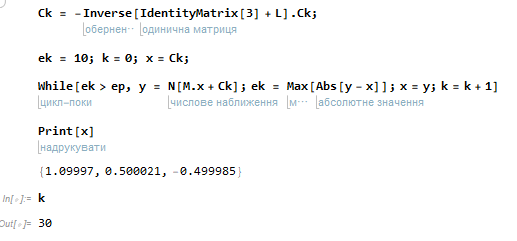 Ck = -Inverse[IdentityMatrix[3] + L].Ck;
обернен·· одинична матриця
ek = 10; k = 0; x = Ck;
While[ek > ep, y = N[M.x + Ck]; ek = Max[Abs[y - x]]; x = y; k = k + 1]
цикл-поки числове наближення м··· абсолютне значення
Print[x]
надрукувати
{1.09997, 0.500021, -0.499985}
In[∘]:= k
Out[∘]= 30